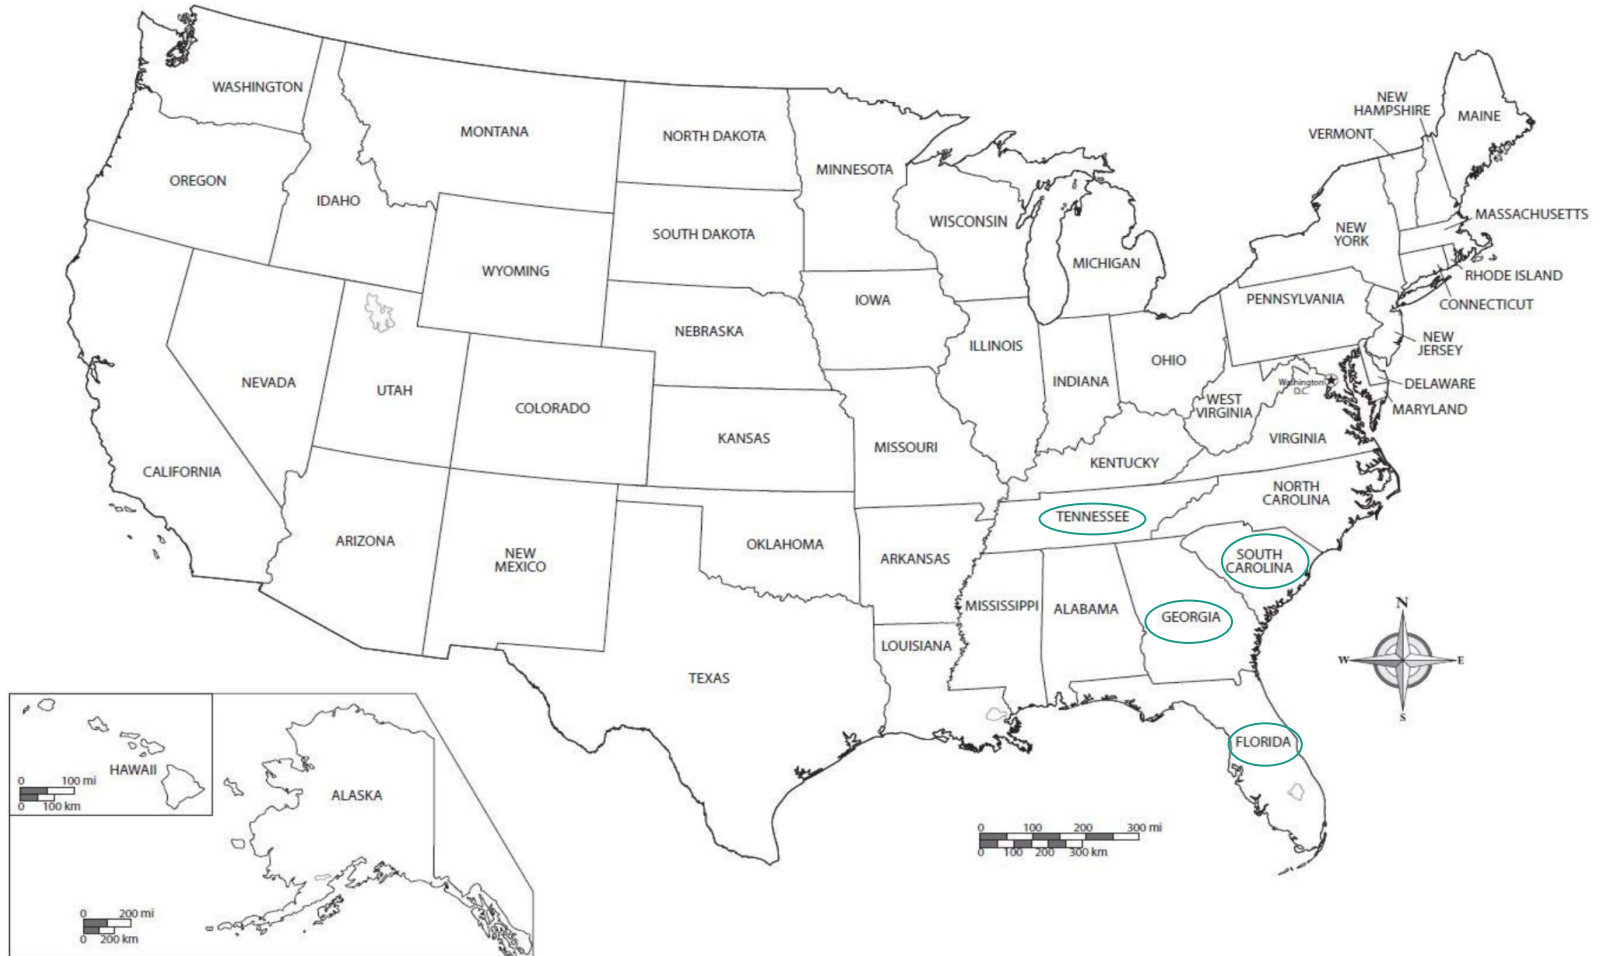 WASHINGTON
MONTANA
NORTH DAKOTA
MINNESOTA
NEW
HAMPSHIRE
VERMONT
MAINE
OREGON
IDAHO
SOUTH DAKOTA
WISCONSIN
MICHIGAN
NEW
YORK
MASSACHUSETTS
RHODE ISLAND
CONNECTICUT
WYOMING
IOWA
PENNSYLVANIA
NEBRASKA
ILLINOIS
INDIANA
OHIO
NEW
JERSEY
NEVADA
UTAH
COLORADO
Washington
D.C.
DELAWARE
MARYLAND
WEST
VIRGINIA
CALIFORNIA
KANSAS
MISSOURI
KENTUCKY
VIRGINIA
NORTH
CAROLINA
TENNESSEE
ARIZONA
NEW
MEXICO
OKLAHOMA
ARKANSAS
SOUTH
CAROLINA
MISSISSIPPI
ALABAMA
GEORGIA
LOUISIANA
TEXAS
N
W
E
S
FLORIDA
HAWAII
0 100 mi
0 100 km
ALASKA
0 200 mi
0 200 km
0 100 200 300 mi
0 100 200 300 km